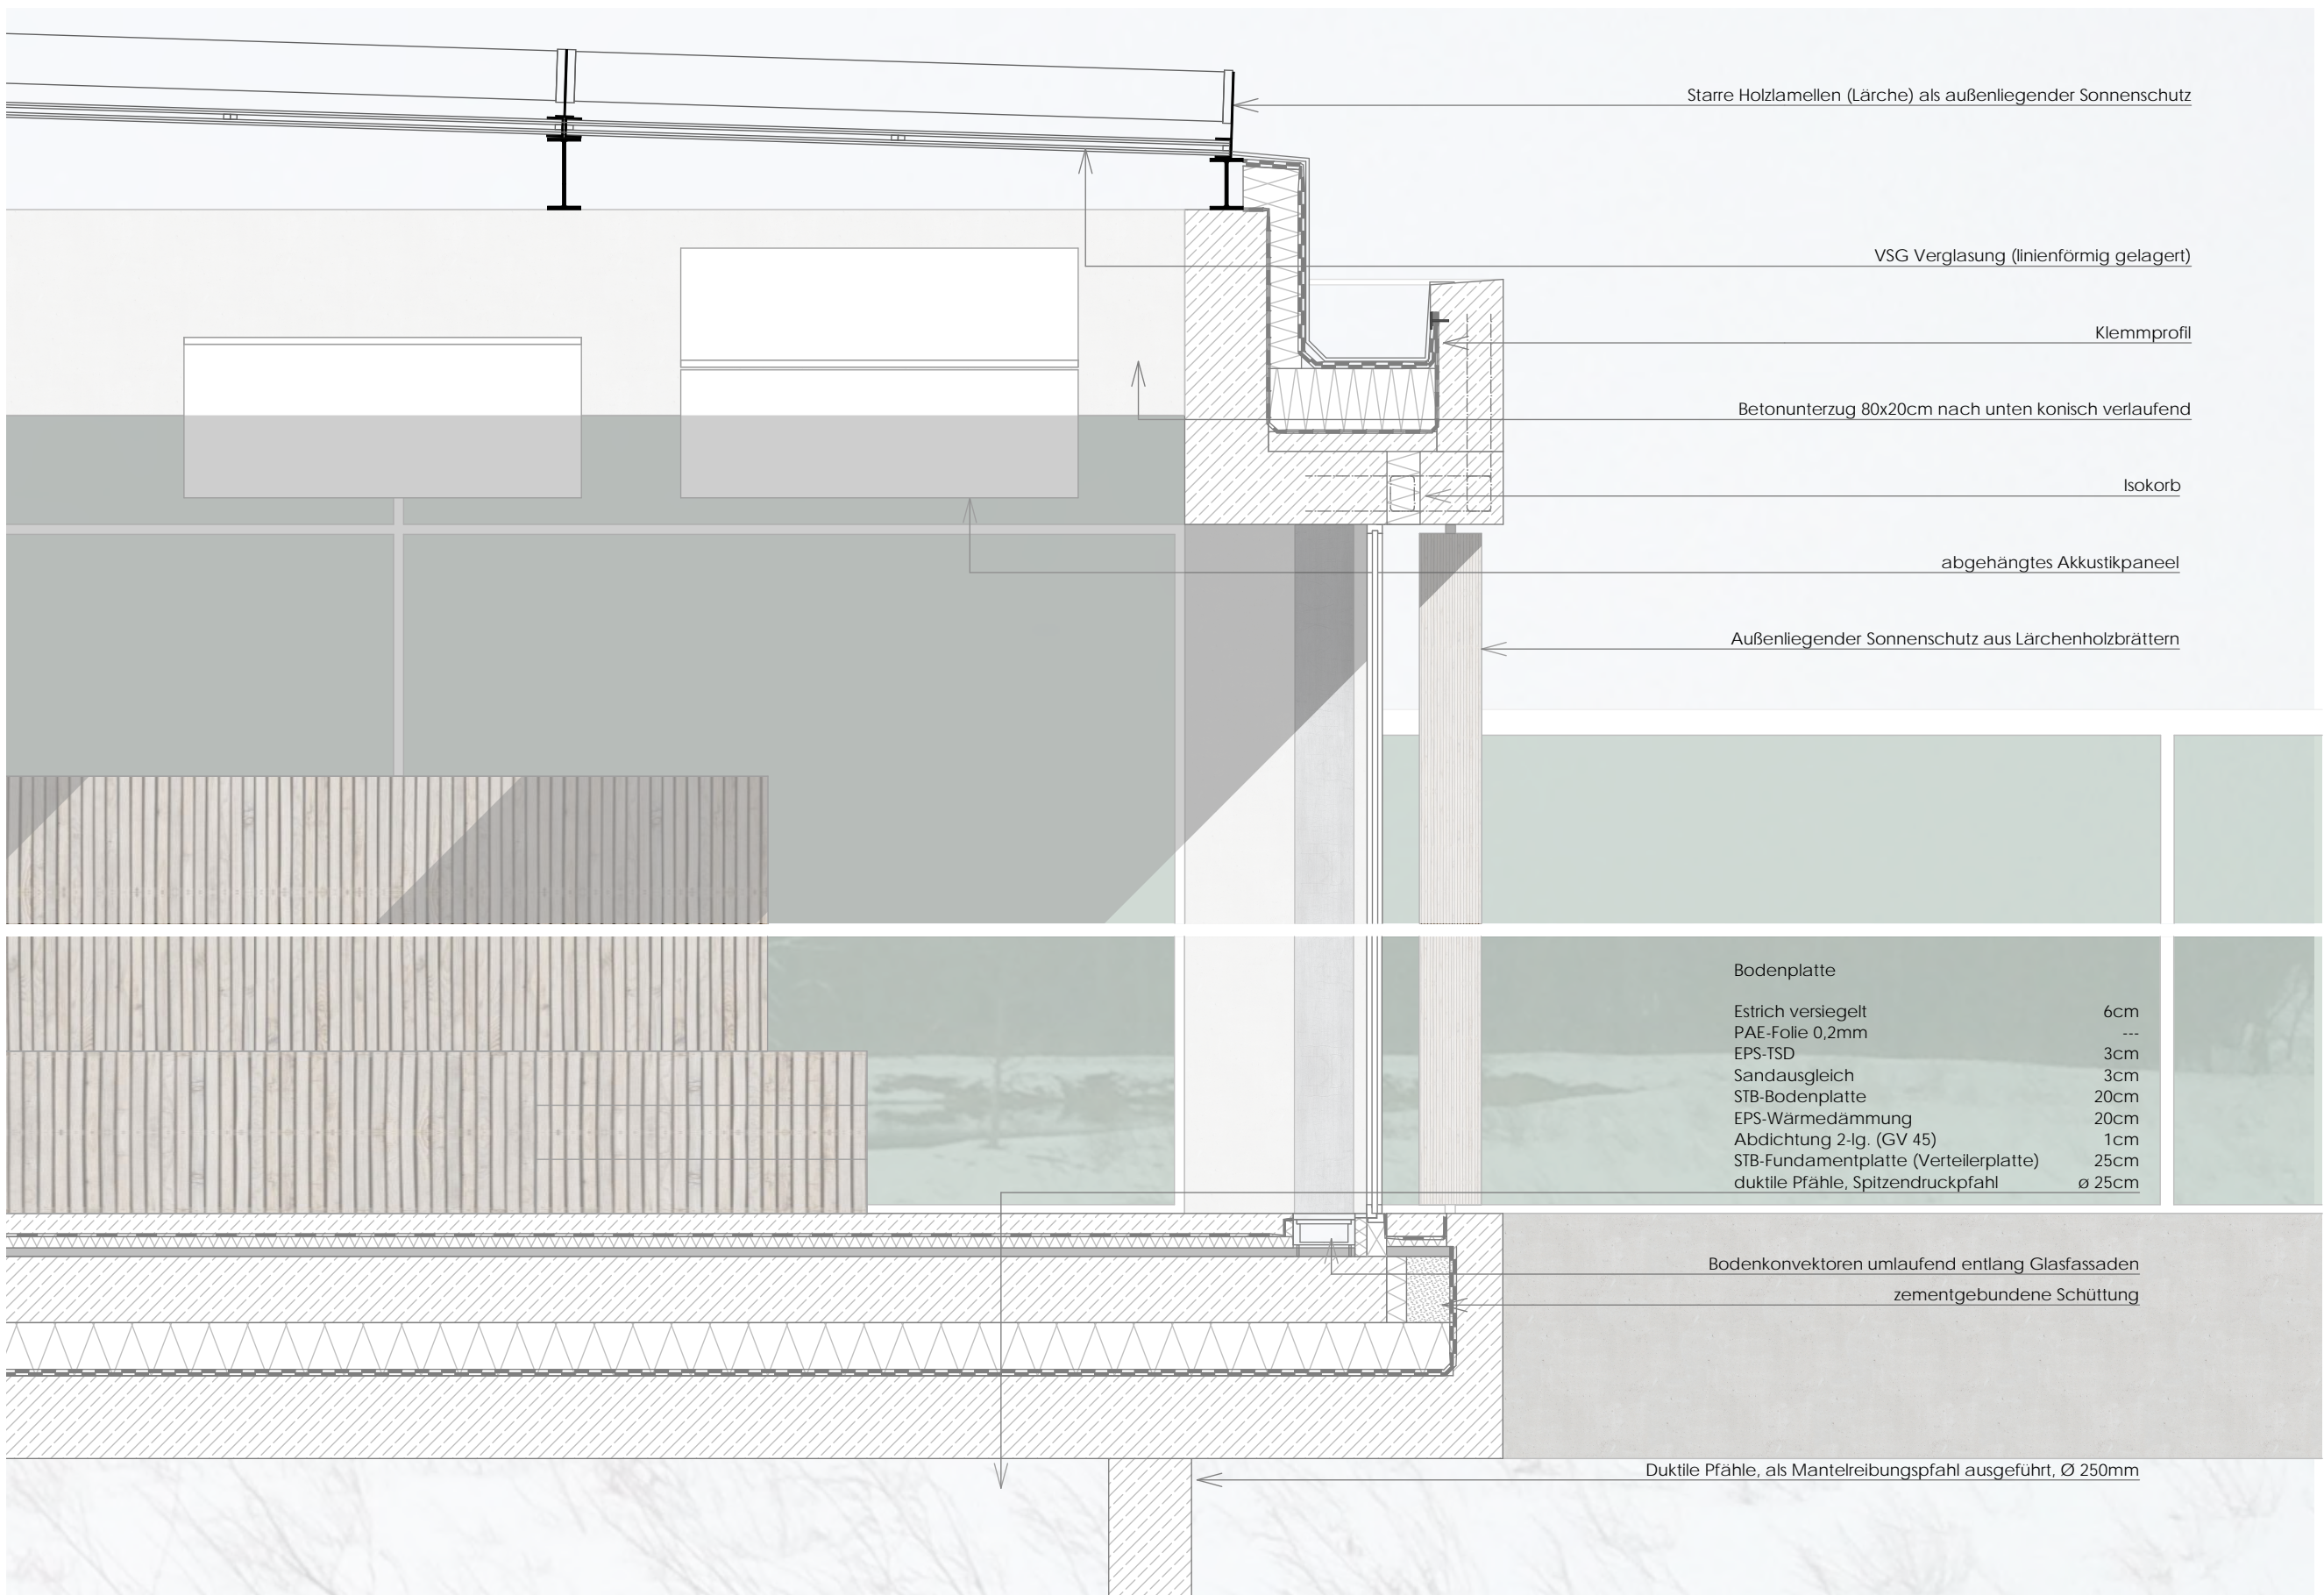 Starre Holzlamellen (Lärche) als außenliegender Sonnenschutz
VSG Verglasung (linienförmig gelagert)
Klemmprofil
Betonunterzug 80x20cm nach unten konisch verlaufend
Isokorb
abgehängtes Akkustikpaneel
Außenliegender Sonnenschutz aus Lärchenholzbrättern
Bodenplatte
Estrich versiegelt 6cm
PAE-Folie 0,2mm ---
EPS-TSD 3cm
Sandausgleich 3cm
STB-Bodenplatte 20cm
EPS-Wärmedämmung 20cm
Abdichtung 2-lg. (GV 45) 1cm
STB-Fundamentplatte (Verteilerplatte) 25cm
duktile Pfähle, Spitzendruckpfahl ø 25cm
Bodenkonvektoren umlaufend entlang Glasfassaden
zementgebundene Schüttung
Duktile Pfähle, als Mantelreibungspfahl ausgeführt, Ø 250mm